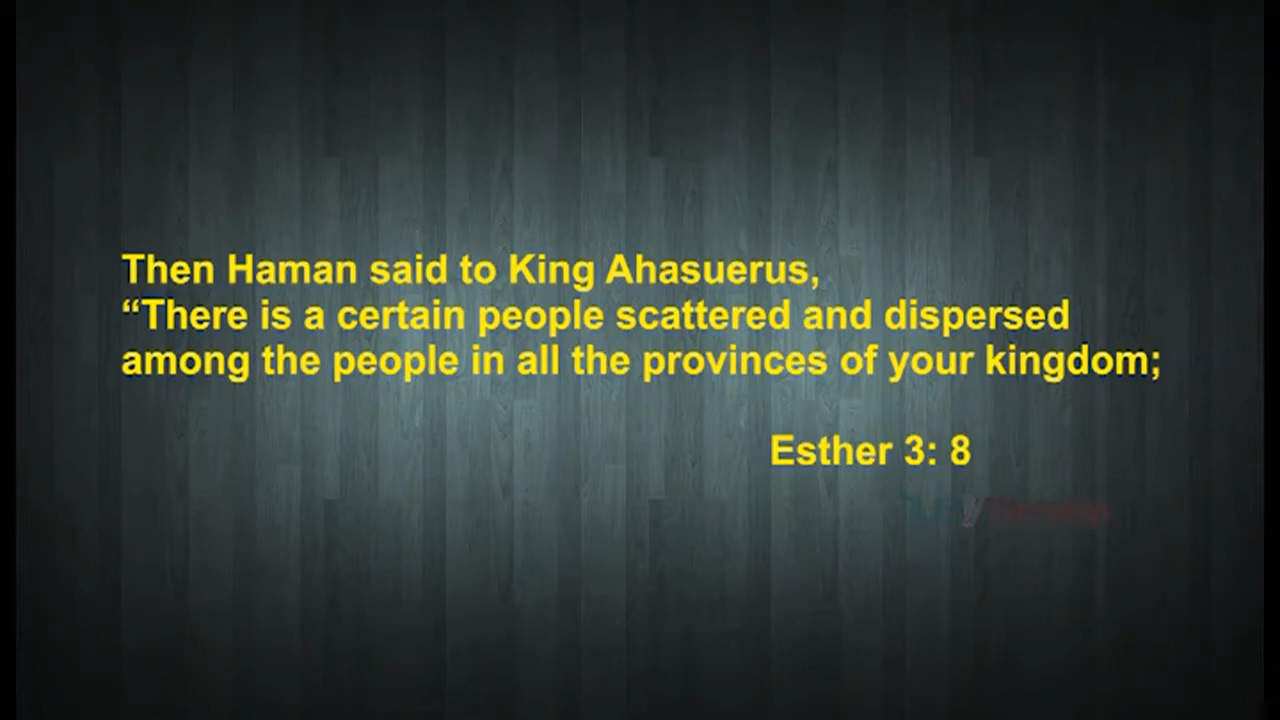 Then Haman said to King Ahasuerus,
“There is a certain people scattered and dispersed
among the people in all the provinces of your kingdom;
Esther 3: 8